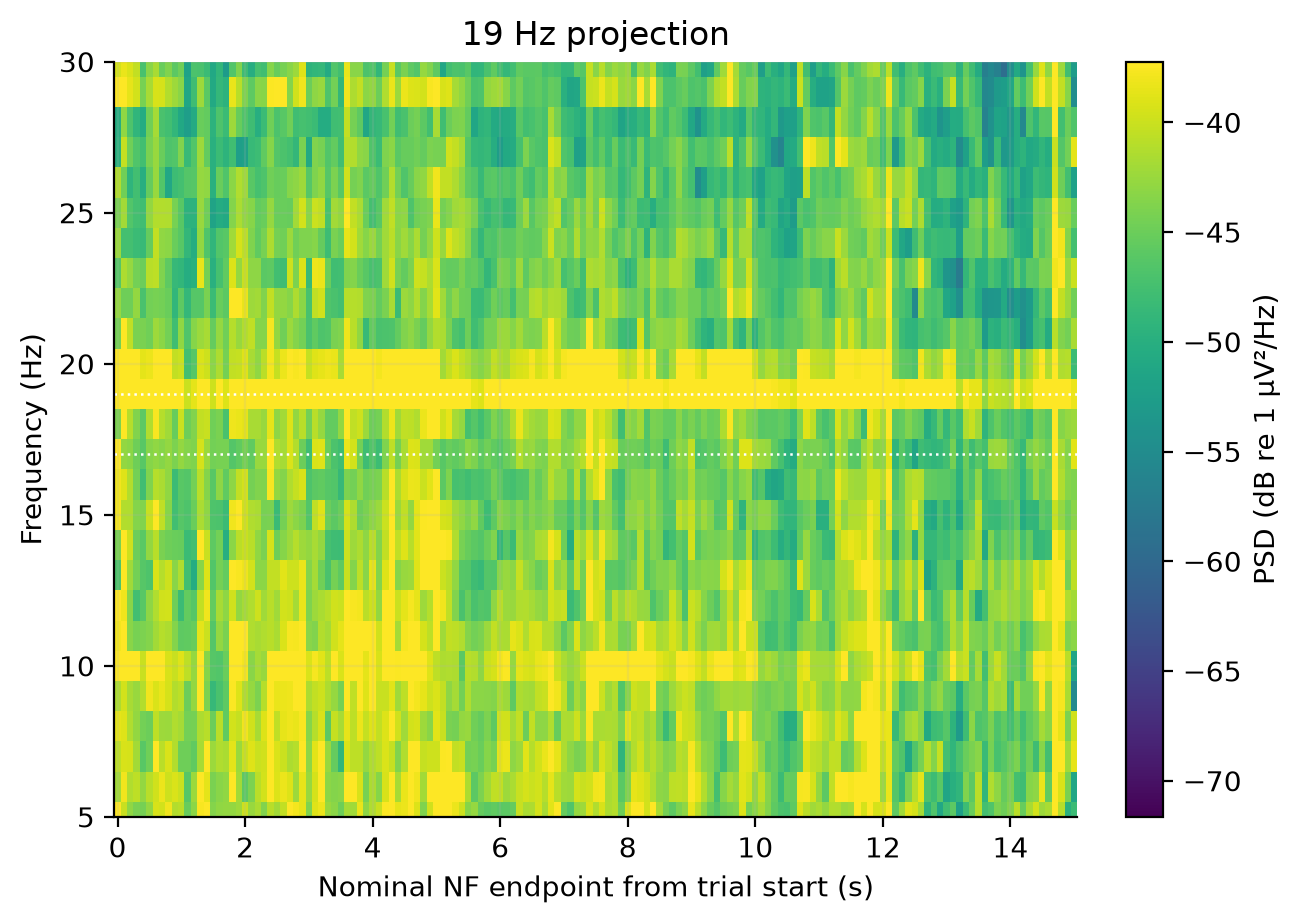 19 Hz projection
30
25
20
15
10
5
Frequency (Hz)
0 2 4 6 8 10 12 14
Nominal NF endpoint from trial start (s)
−40
−45
−50
−55
−60
−65
−70
PSD (dB re 1 µV²/Hz)